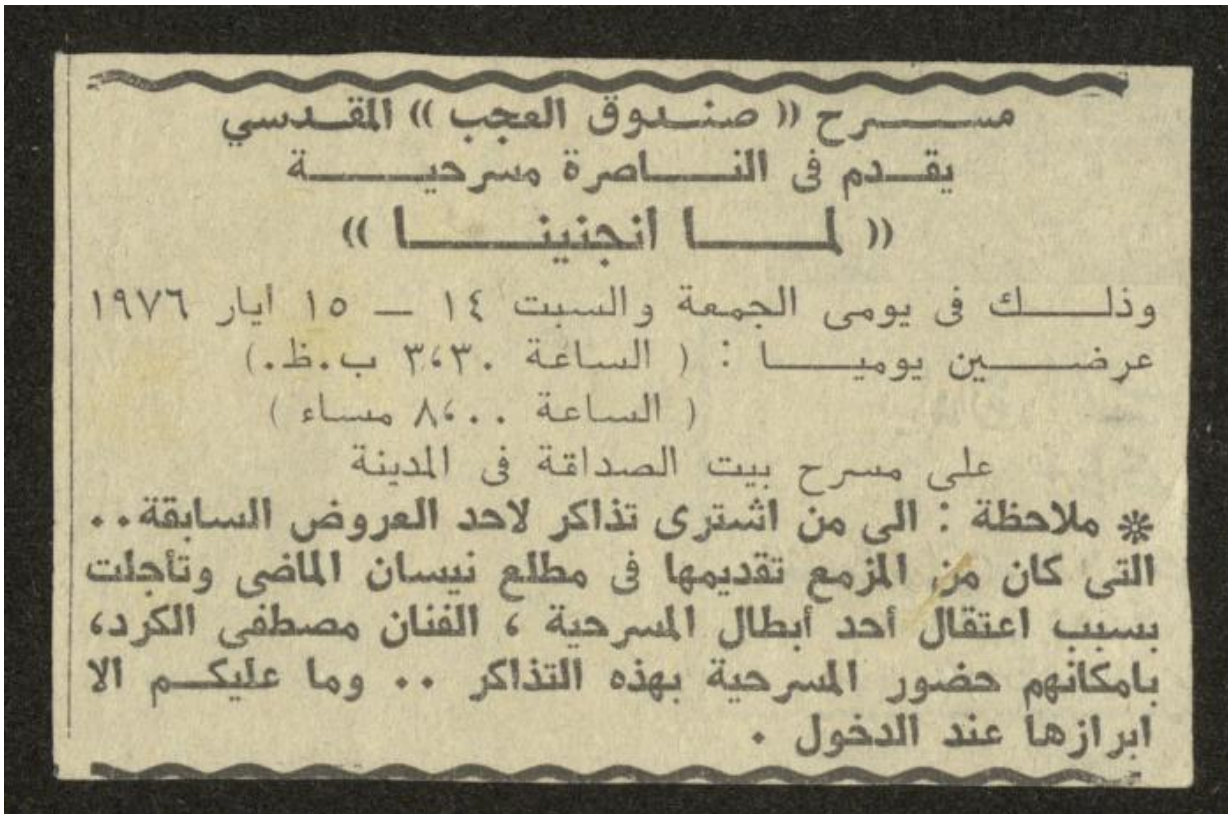 مسرح «صندوق العجب» المقدسي
يقدم فى الناصرة مسرحية
«لما انجنينا»
وذلك فى يومى الجمعة والسبت ١٤ — ١٥ أيار ١٩٧٦
عرضين يوميا : ( الساعة ٣،٣٠ ب.ظ.)
( الساعة ٨،٠٠ مساء )
على مسرح بيت الصداقة فى المدينة
* ملاحظة : الى من اشترى تذاكر لاحد العروض السابقة..
التى كان من المزمع تقديمها فى مطلع نيسان الماضى وتأجلت
بسبب اعتقال أحد أبطال المسرحية ، الفنان مصطفى الكرد،
بامكانهم حضور المسرحية بهذه التذاكر .. وما عليكم الا
ابرازها عند الدخول .